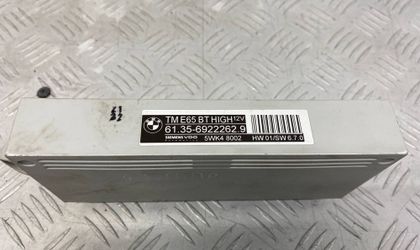 TM E65 BT HIGH 12V
61.35-6922262.9
SIEMENS VDO 5WK4 8002 HW 01/SW 6.7.0